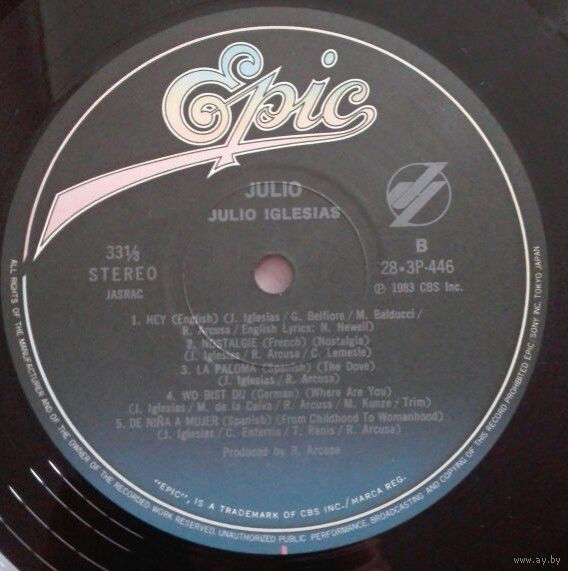 Epic
JULIO
JULIO IGLESIAS
33⅓
STEREO
JASRAC
B
28・3P-446
℗ 1983 CBS Inc.
1. HEY (English) (J. Iglesias / G. Belfiore / M. Balducci /
R. Arcusa / English Lyrics: N. Newell)
2. NOSTALGIE (French) (Nostalgia)
(J. Iglesias / R. Arcusa / C. Lemesle)
3. LA PALOMA (Spanish) (The Dove)
(J. Iglesias / R. Arcusa)
4. WO BIST DU (German) (Where Are You)
(J. Iglesias / M. de la Calva / R. Arcusa / M. Kunze / Trim)
5. DE NIÑA A MUJER (Spanish) (From Childhood To Womanhood)
(J. Iglesias / C. Enterna / T. Renis / R. Arcusa)
Produced by R. Arcusa
"EPIC", IS A TRADEMARK OF CBS INC./MARCA REG.
ALL RIGHTS OF THE MANUFACTURER AND OF THE OWNER OF THE RECORDED WORK RESERVED. UNAUTHORIZED PUBLIC PERFORMANCE, BROADCASTING AND COPYING OF THIS RECORD PROHIBITED EPIC/SONY INC. TOKYO JAPAN
www.ay.by